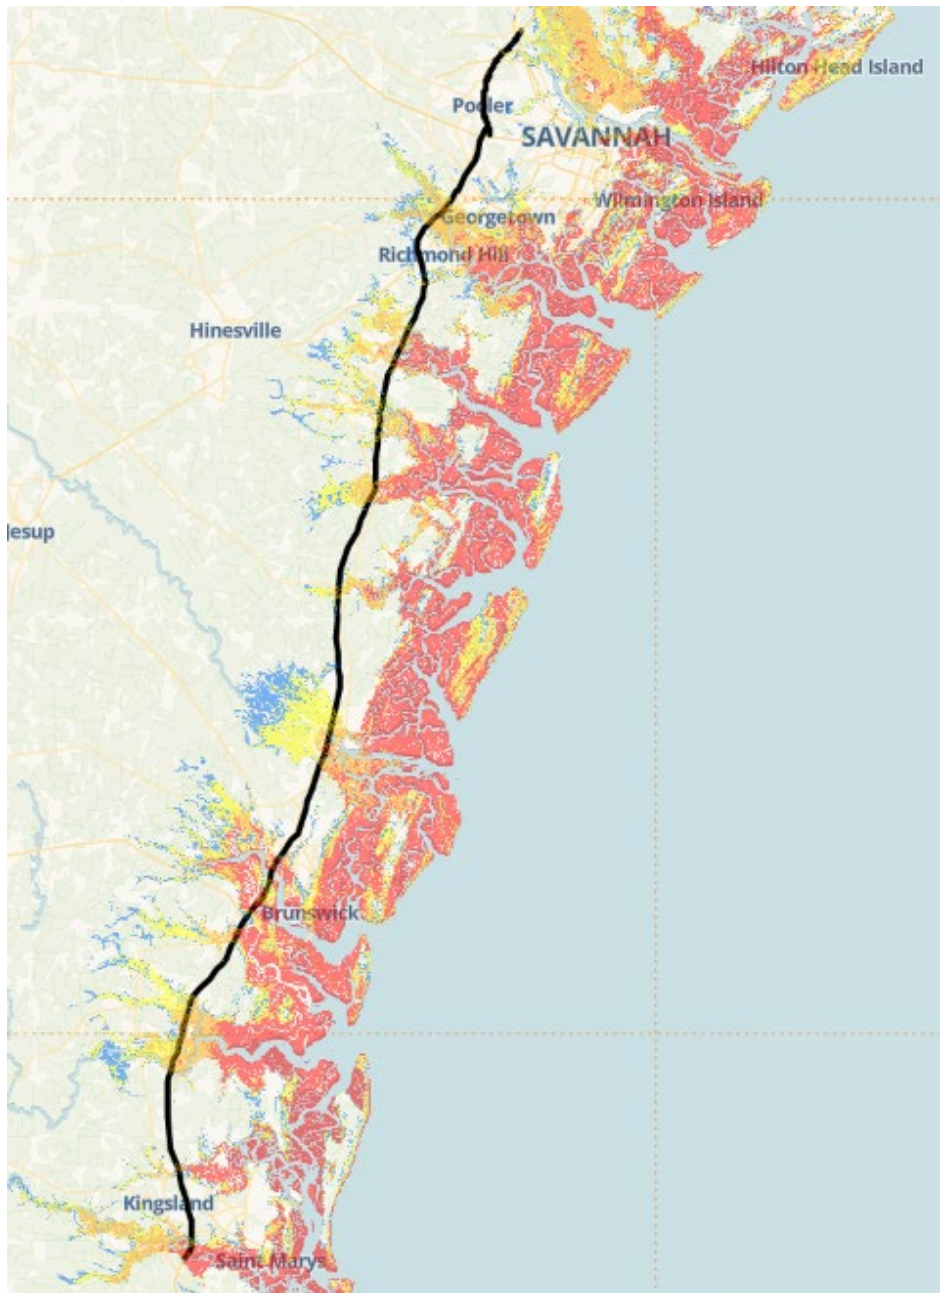 Hilton Head Island
Pooler
SAVANNAH
Wilmington Island
Georgetown
Richmond Hill
Hinesville
Jesup
Brunswick
Kingsland
Saint Marys